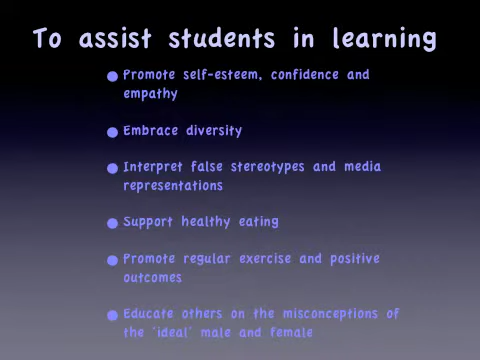 To assist students in learning
Promote self-esteem, confidence and
empathy
Embrace diversity
Interpret false stereotypes and media
representations
Support healthy eating
Promote regular exercise and positive
outcomes
Educate others on the misconceptions of
the 'ideal' male and female